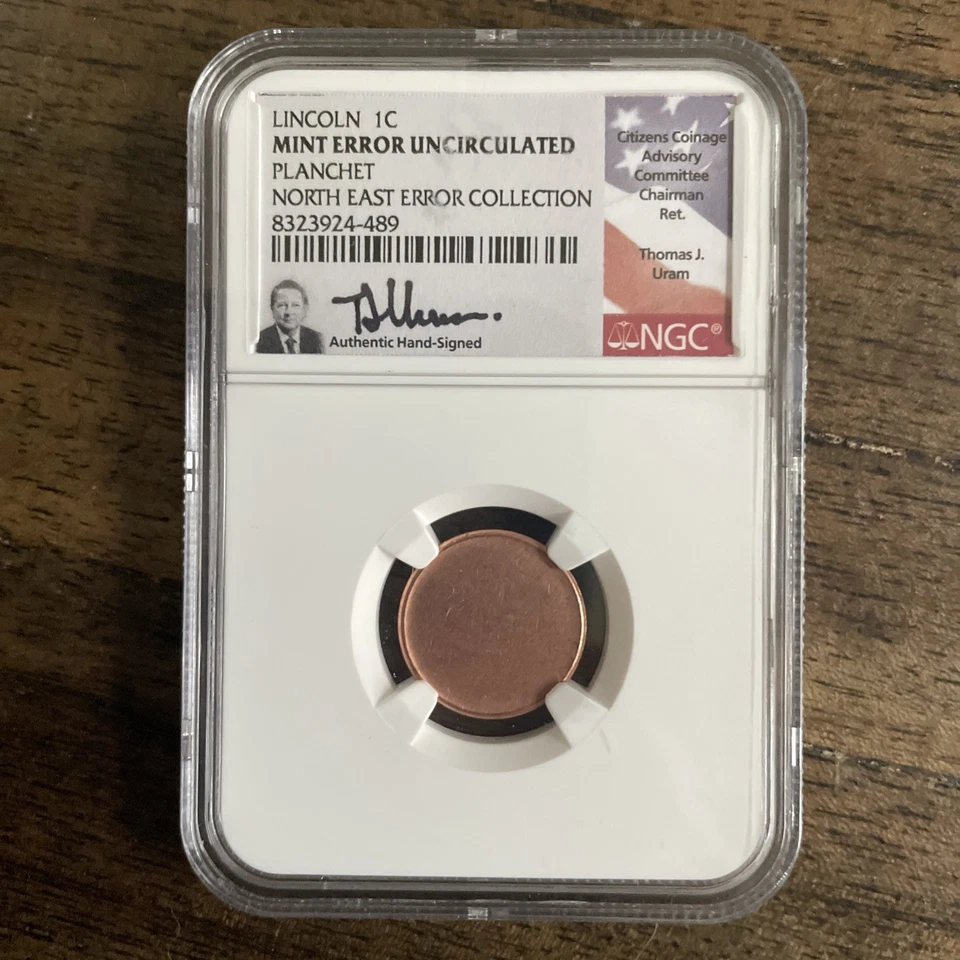 LINCOLN 1C
MINT ERROR UNCIRCULATED
PLANCHET
NORTH EAST ERROR COLLECTION
8323924-489
Authentic Hand-Signed
Citizens Coinage
Advisory
Committee
Chairman
Ret.
Thomas J.
Uram
NGC®